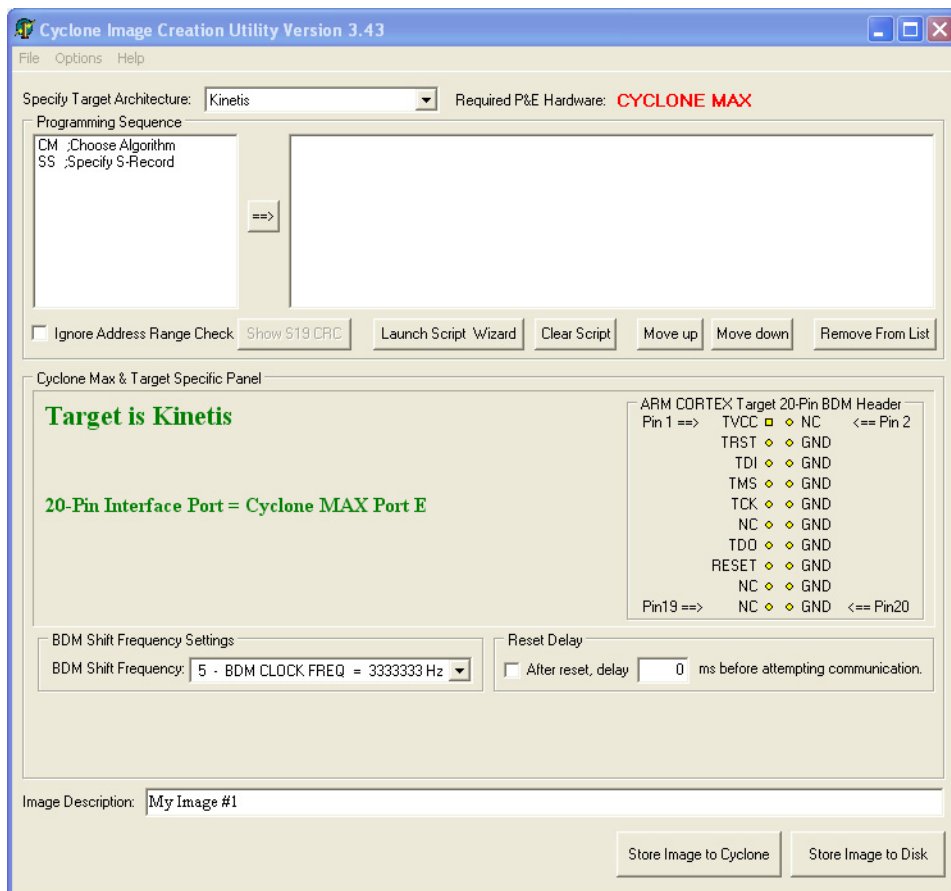 Cyclone Image Creation Utility Version 3.43
File Options Help
Specify Target Architecture: Kinetis Required P&E Hardware: CYCLONE MAX
Programming Sequence
CM ;Choose Algorithm
SS ;Specify S-Record
==>
Ignore Address Range Check Show S19 CRC Launch Script Wizard Clear Script Move up Move down Remove From List
Cyclone Max & Target Specific Panel
Target is Kinetis
20-Pin Interface Port = Cyclone MAX Port E
ARM CORTEX Target 20-Pin BDM Header
Pin 1 ==> TVCC NC <== Pin 2
TRST GND
TDI GND
TMS GND
TCK GND
NC GND
TDO GND
RESET GND
NC GND
Pin19 ==> NC GND <== Pin20
BDM Shift Frequency Settings
BDM Shift Frequency: 5 - BDM CLOCK FREQ = 3333333 Hz
Reset Delay
After reset, delay 0 ms before attempting communication.
Image Description: My Image #1
Store Image to Cyclone Store Image to Disk